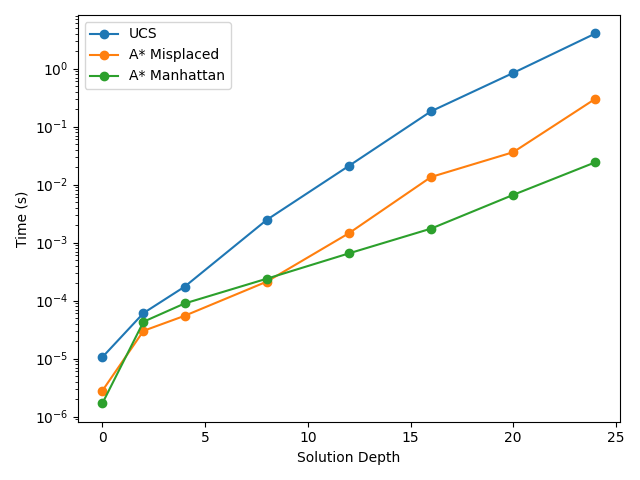 UCS
A* Misplaced
A* Manhattan
10⁰
10⁻¹
10⁻²
10⁻³
10⁻⁴
10⁻⁵
10⁻⁶
Time (s)
0 5 10 15 20 25
Solution Depth